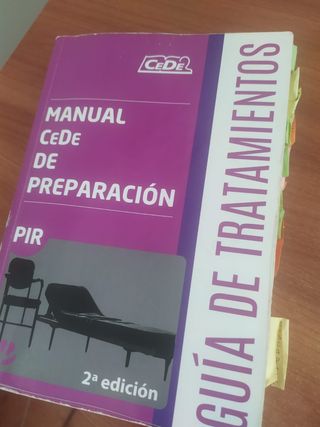 CeDe
MANUAL
CeDe
DE
PREPARACIÓN
PIR
2ª edición
GUÍA DE TRATAMIENTOS